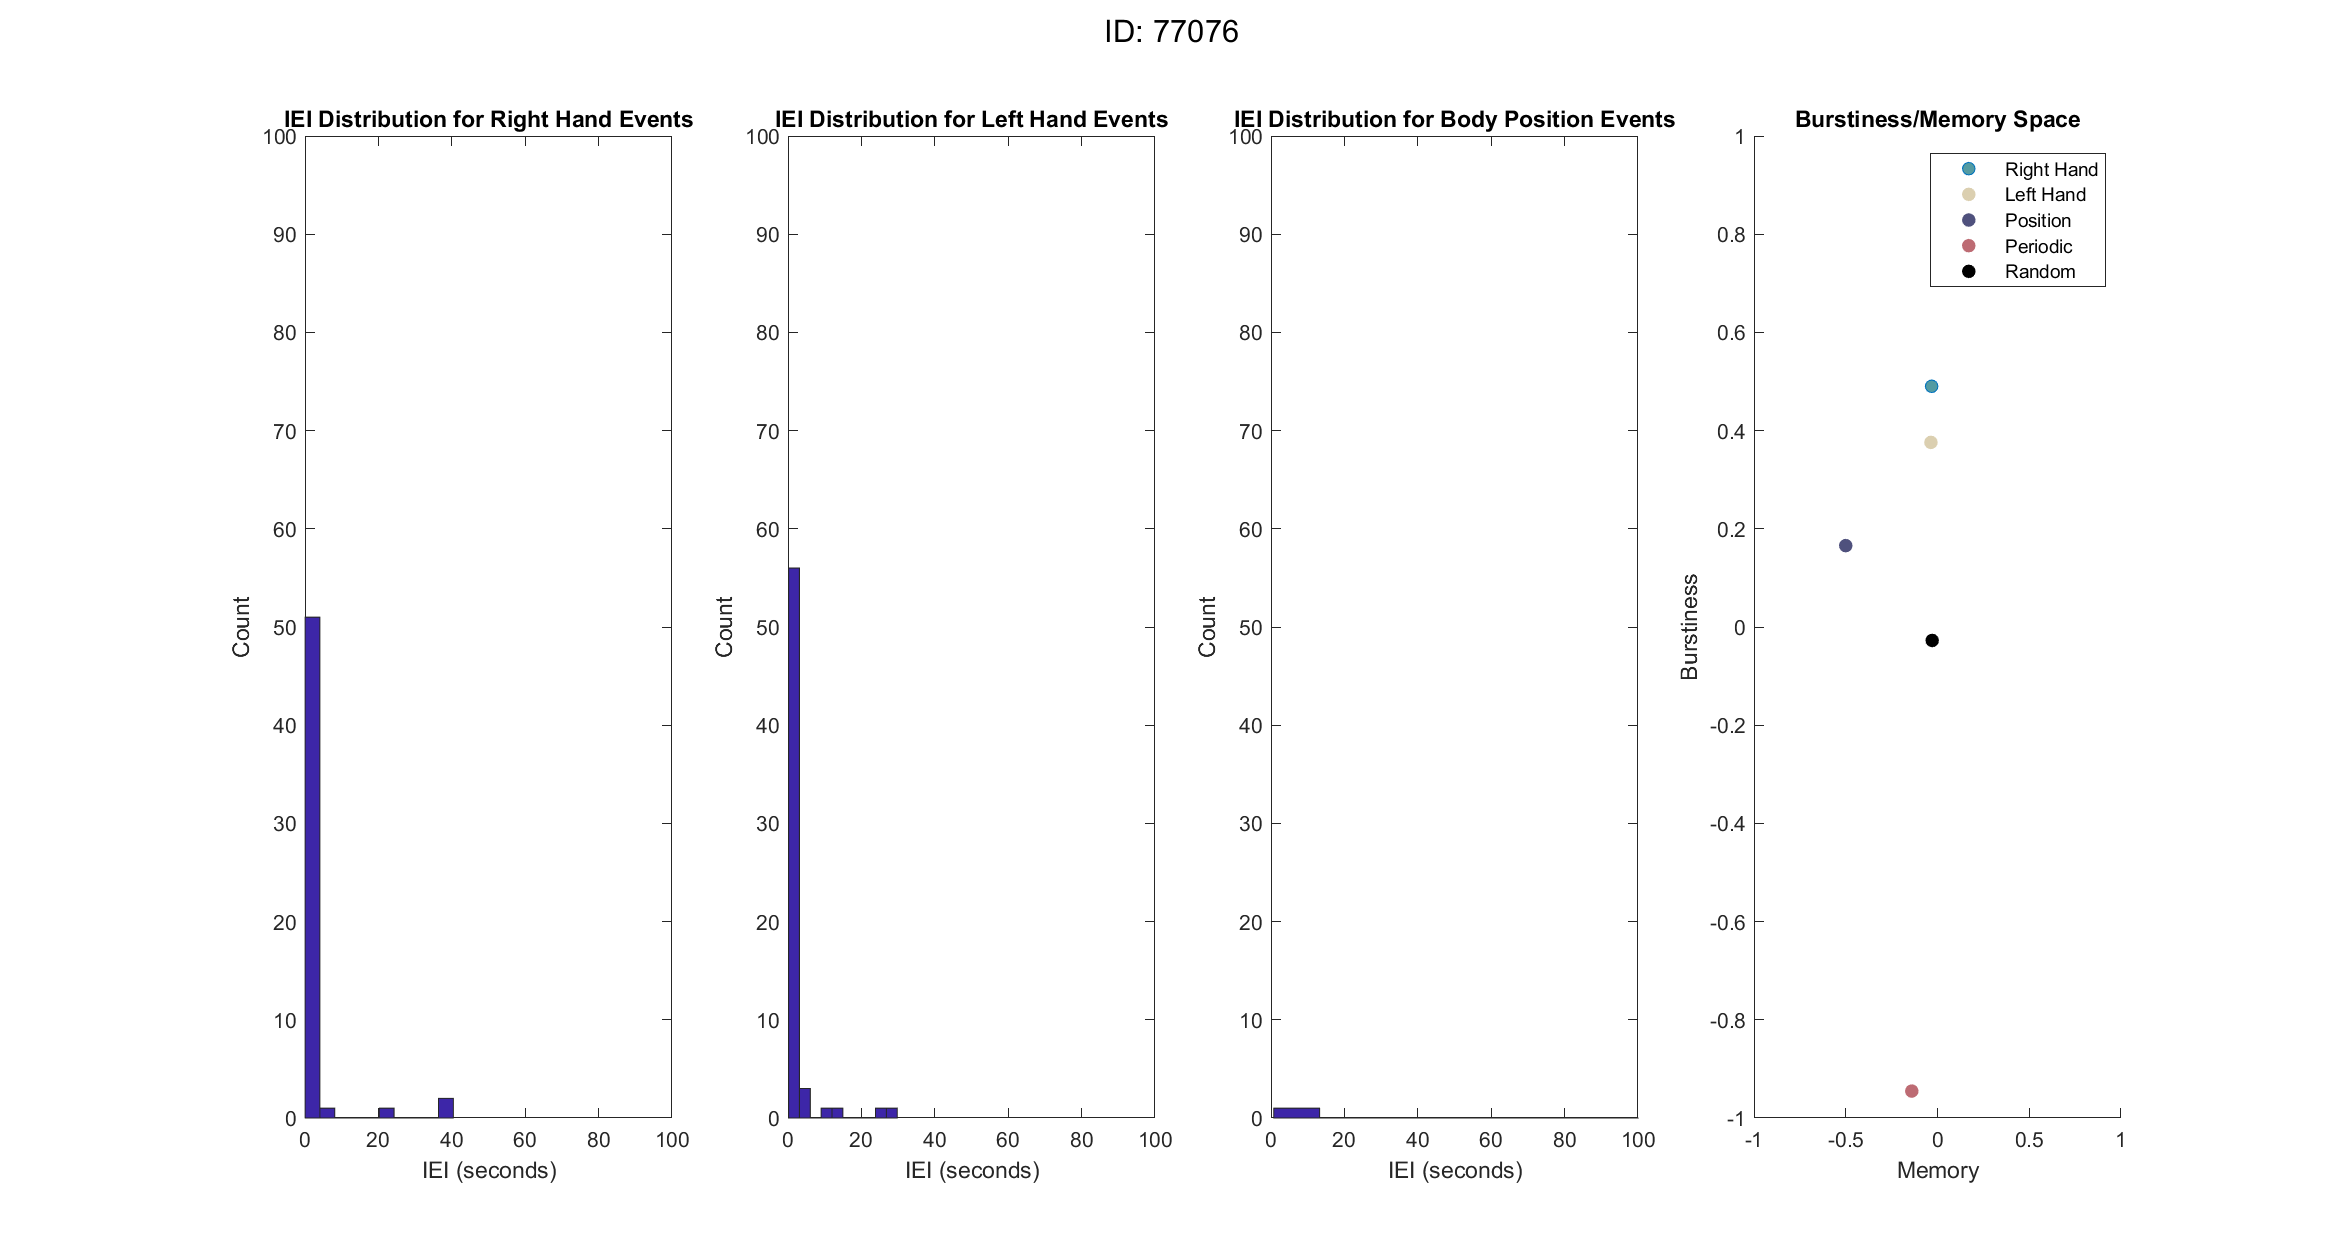 ID: 77076
IEI Distribution for Right Hand Events
100
90
80
70
60
50
40
30
20
10
0
Count
0 20 40 60 80 100
IEI (seconds)
IEI Distribution for Left Hand Events
100
90
80
70
60
50
40
30
20
10
0
Count
0 20 40 60 80 100
IEI (seconds)
IEI Distribution for Body Position Events
100
90
80
70
60
50
40
30
20
10
0
Count
0 20 40 60 80 100
IEI (seconds)
Burstiness/Memory Space
1
0.8
0.6
0.4
0.2
0
-0.2
-0.4
-0.6
-0.8
-1
Burstiness
Right Hand
Left Hand
Position
Periodic
Random
-1 -0.5 0 0.5 1
Memory